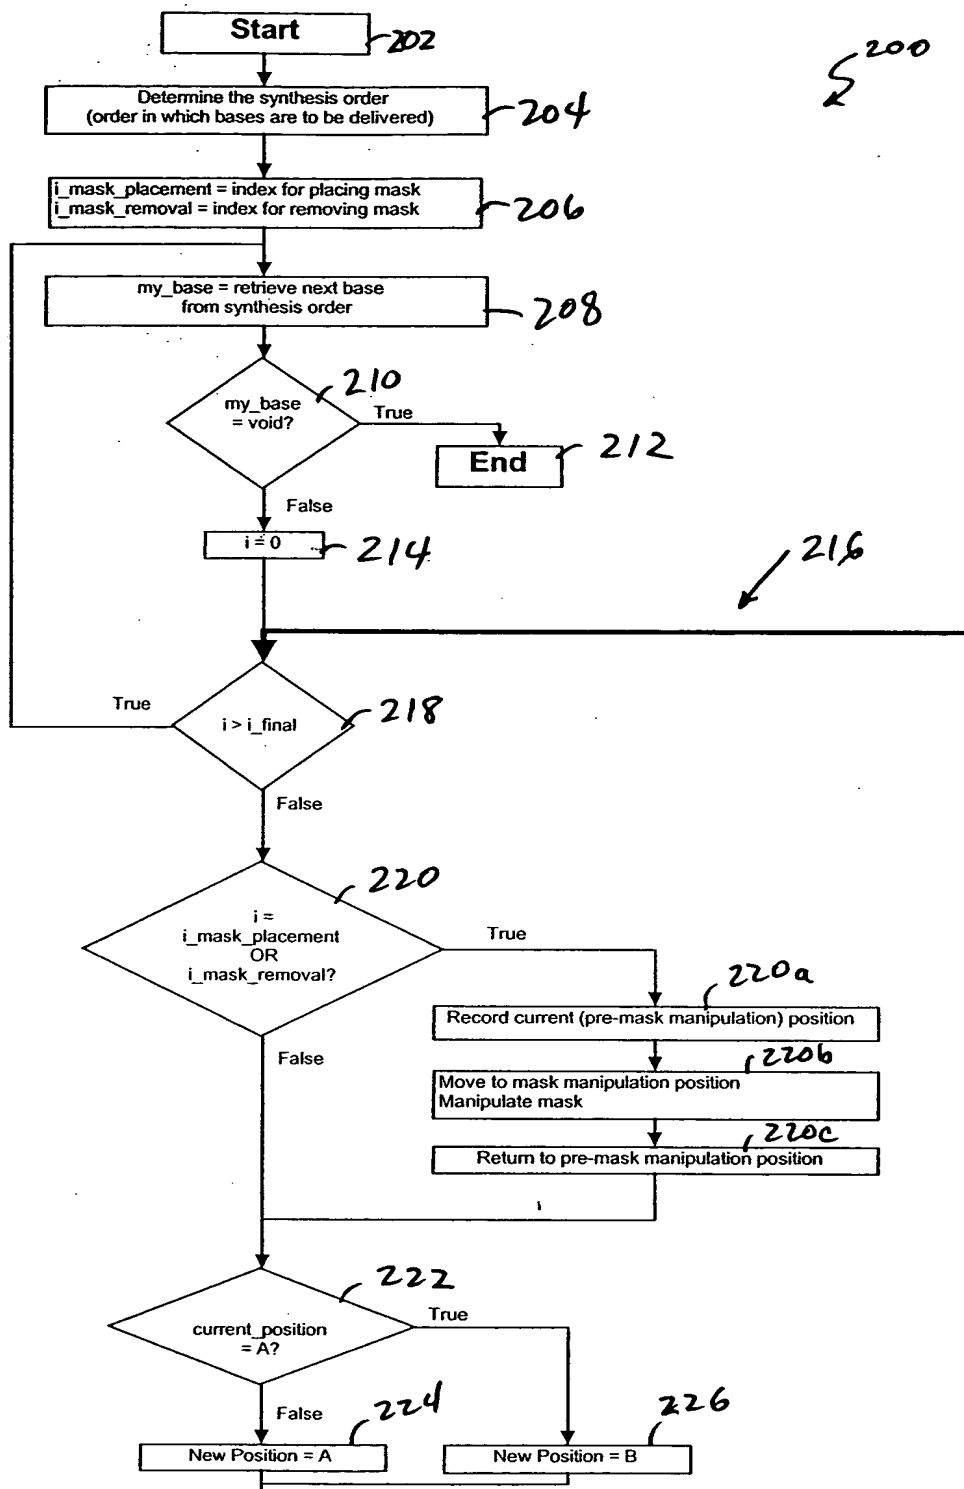 Start
202
200
Determine the synthesis order
(order in which bases are to be delivered)
204
i_mask_placement = index for placing mask
i_mask_removal = index for removing mask
206
my_base = retrieve next base
from synthesis order
208
my_base
= void?
210
True
End
212
False
i = 0
214
216
True
i > i_final
218
False
i =
i_mask_placement
OR
i_mask_removal?
220
True
220a
Record current (pre-mask manipulation) position
220b
Move to mask manipulation position
Manipulate mask
220c
Return to pre-mask manipulation position
False
current_position
= A?
222
True
False
224
New Position = A
226
New Position = B